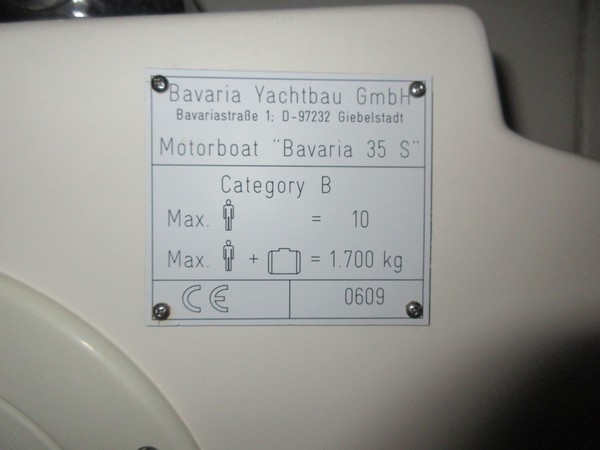 Bavaria Yachtbau GmbH
Bavariastraße 1; D-97232 Giebelstadt
Motorboat "Bavaria 35 S"
Category B
Max. = 10
Max. + = 1.700 kg
CE 0609